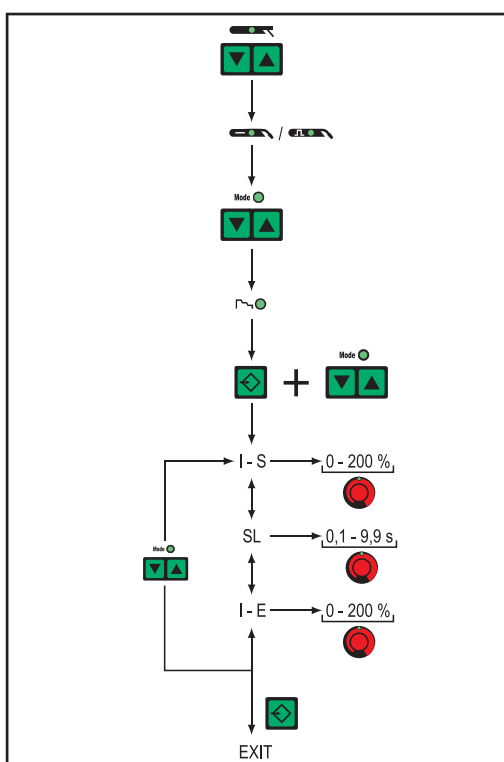 /
Mode
+ Mode
I - S 0 - 200 %
SL 0,1 - 9,9 s
Mode
I - E 0 - 200 %
EXIT